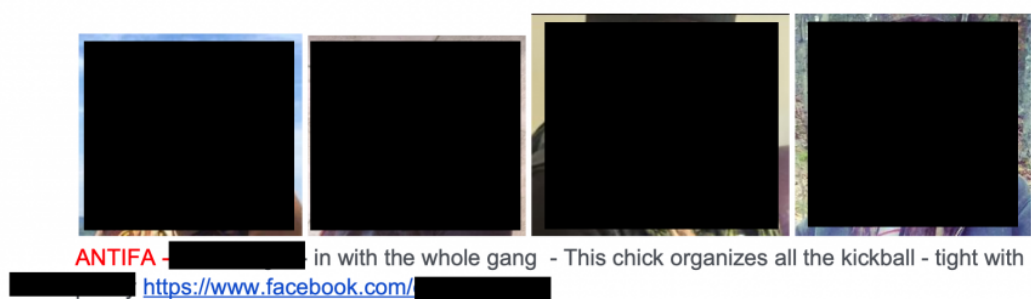 ANTIFA - - in with the whole gang - This chick organizes all the kickball - tight with
https://www.facebook.com/